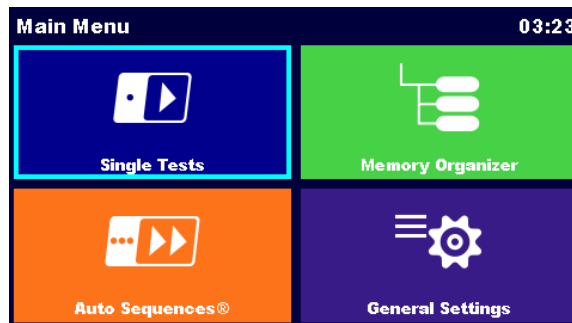 Main Menu 03:23
Single Tests Memory Organizer
Auto Sequences® General Settings